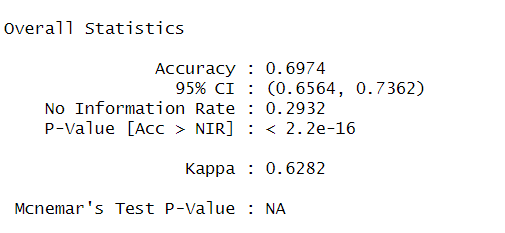 Overall Statistics
Accuracy : 0.6974
95% CI : (0.6564, 0.7362)
No Information Rate : 0.2932
P-Value [Acc > NIR] : < 2.2e-16
Kappa : 0.6282
Mcnemar's Test P-Value : NA